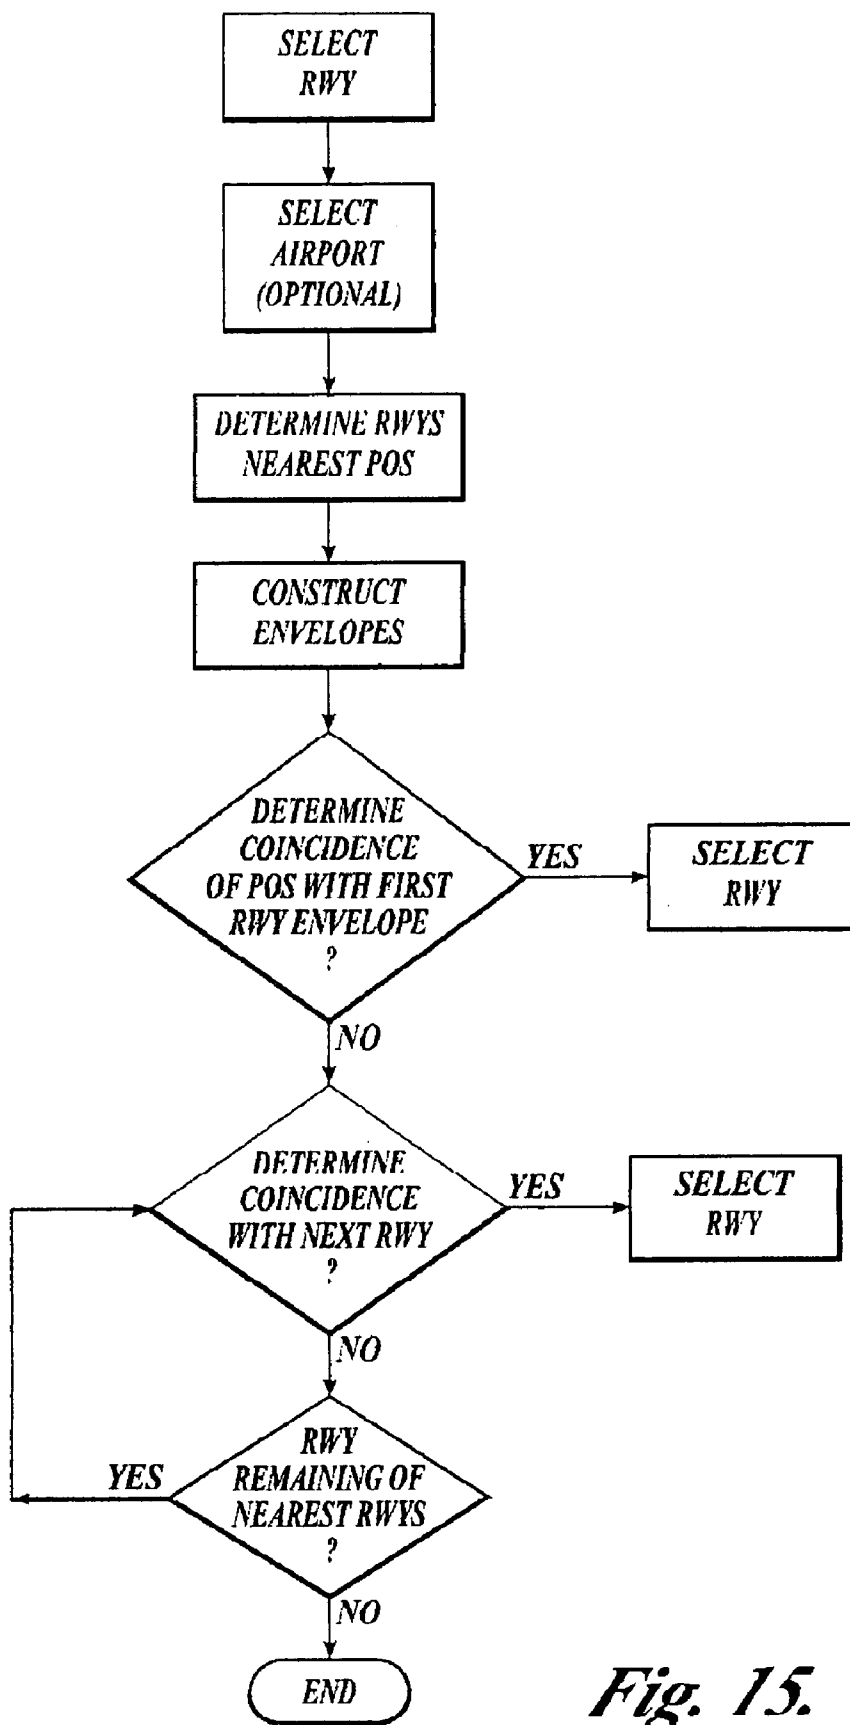 SELECT
RWY
SELECT
AIRPORT
(OPTIONAL)
DETERMINE RWYS
NEAREST POS
CONSTRUCT
ENVELOPES
DETERMINE
COINCIDENCE
OF POS WITH FIRST
RWY ENVELOPE
?
YES
SELECT
RWY
NO
DETERMINE
COINCIDENCE
WITH NEXT RWY
?
YES
SELECT
RWY
NO
RWY
REMAINING OF
NEAREST RWYS
?
YES
NO
END
Fig. 15.